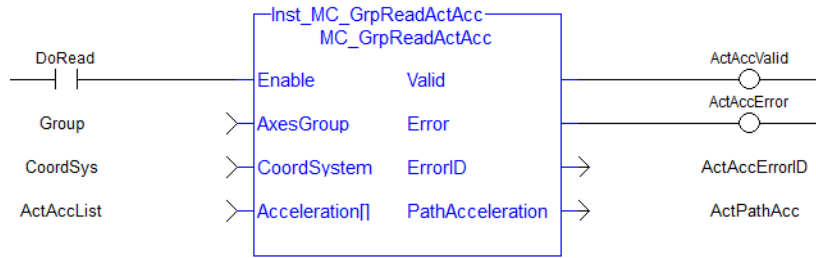 Inst_MC_GrpReadActAcc
MC_GrpReadActAcc
DoRead
Enable
Valid
ActAccValid
Group
AxesGroup
Error
ActAccError
CoordSys
CoordSystem
ErrorID
ActAccErrorID
ActAccList
Acceleration[]
PathAcceleration
ActPathAcc